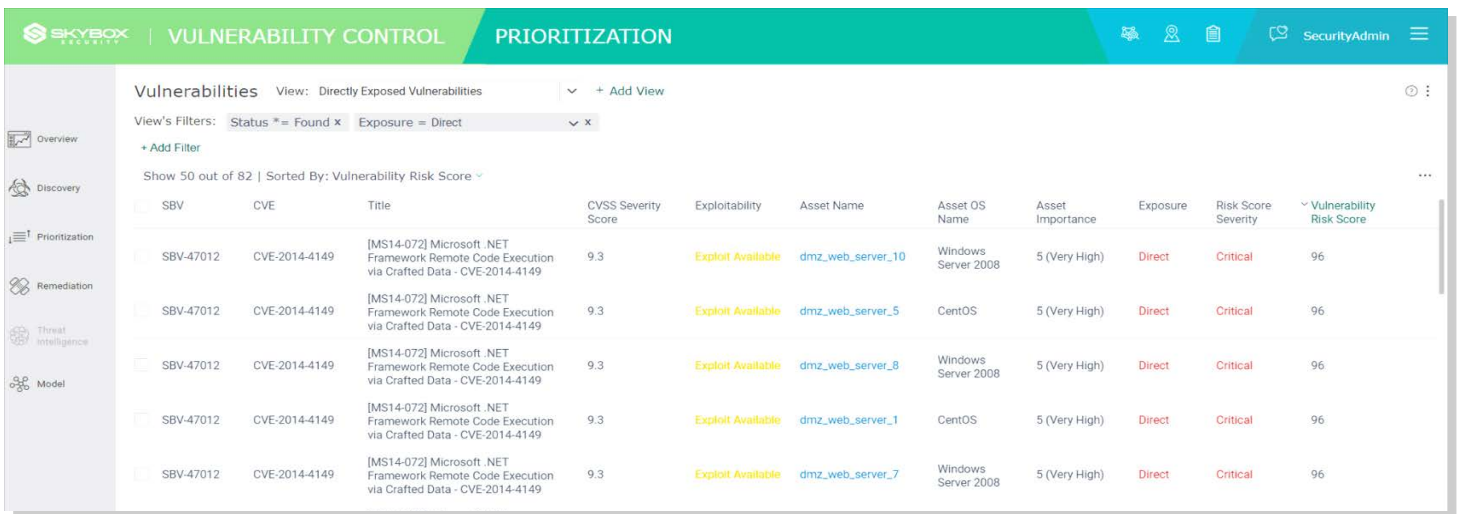 SKYBOX SECURITY | VULNERABILITY CONTROL PRIORITIZATION SecurityAdmin
Vulnerabilities View: Directly Exposed Vulnerabilities + Add View
View's Filters: Status *= Found x Exposure = Direct x
+ Add Filter
Show 50 out of 82 | Sorted By: Vulnerability Risk Score
Overview
Discovery
Prioritization
Remediation
Threat
Intelligence
Model
SBV CVE Title CVSS Severity Score Exploitability Asset Name Asset OS Name Asset Importance Exposure Risk Score Severity Vulnerability Risk Score
SBV-47012 CVE-2014-4149 [MS14-072] Microsoft .NET Framework Remote Code Execution via Crafted Data - CVE-2014-4149 9.3 Exploit Available dmz_web_server_10 Windows Server 2008 5 (Very High) Direct Critical 96
SBV-47012 CVE-2014-4149 [MS14-072] Microsoft .NET Framework Remote Code Execution via Crafted Data - CVE-2014-4149 9.3 Exploit Available dmz_web_server_5 CentOS 5 (Very High) Direct Critical 96
SBV-47012 CVE-2014-4149 [MS14-072] Microsoft .NET Framework Remote Code Execution via Crafted Data - CVE-2014-4149 9.3 Exploit Available dmz_web_server_8 Windows Server 2008 5 (Very High) Direct Critical 96
SBV-47012 CVE-2014-4149 [MS14-072] Microsoft .NET Framework Remote Code Execution via Crafted Data - CVE-2014-4149 9.3 Exploit Available dmz_web_server_1 CentOS 5 (Very High) Direct Critical 96
SBV-47012 CVE-2014-4149 [MS14-072] Microsoft .NET Framework Remote Code Execution via Crafted Data - CVE-2014-4149 9.3 Exploit Available dmz_web_server_7 Windows Server 2008 5 (Very High) Direct Critical 96